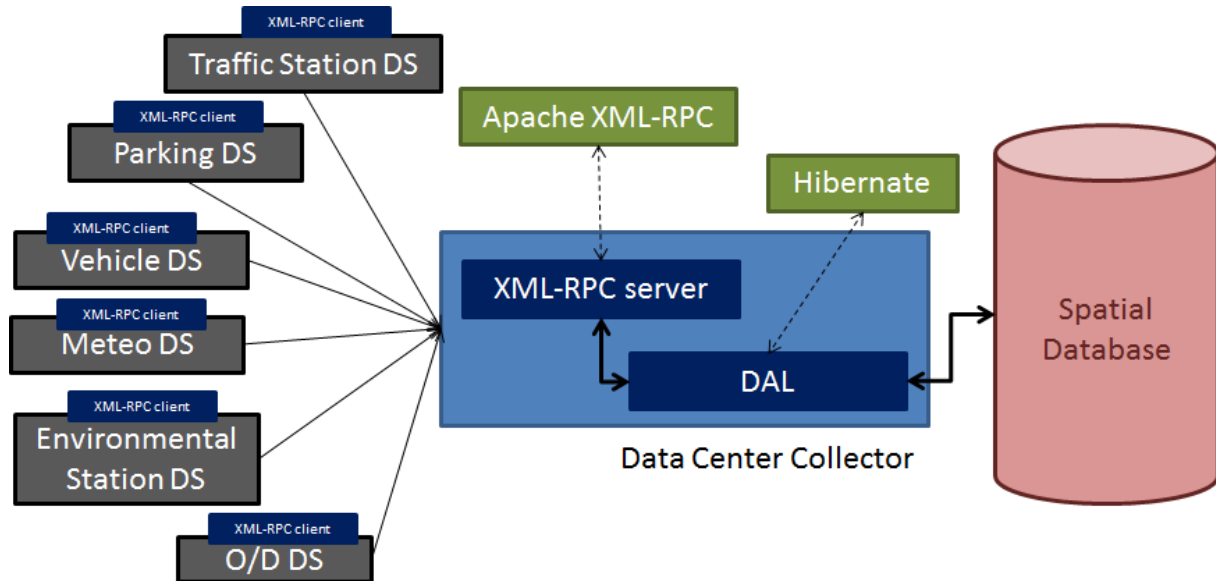 XML-RPC client
Traffic Station DS
XML-RPC client
Parking DS
XML-RPC client
Vehicle DS
XML-RPC client
Meteo DS
XML-RPC client
Environmental
Station DS
XML-RPC client
O/D DS
Apache XML-RPC
Hibernate
XML-RPC server
DAL
Data Center Collector
Spatial
Database